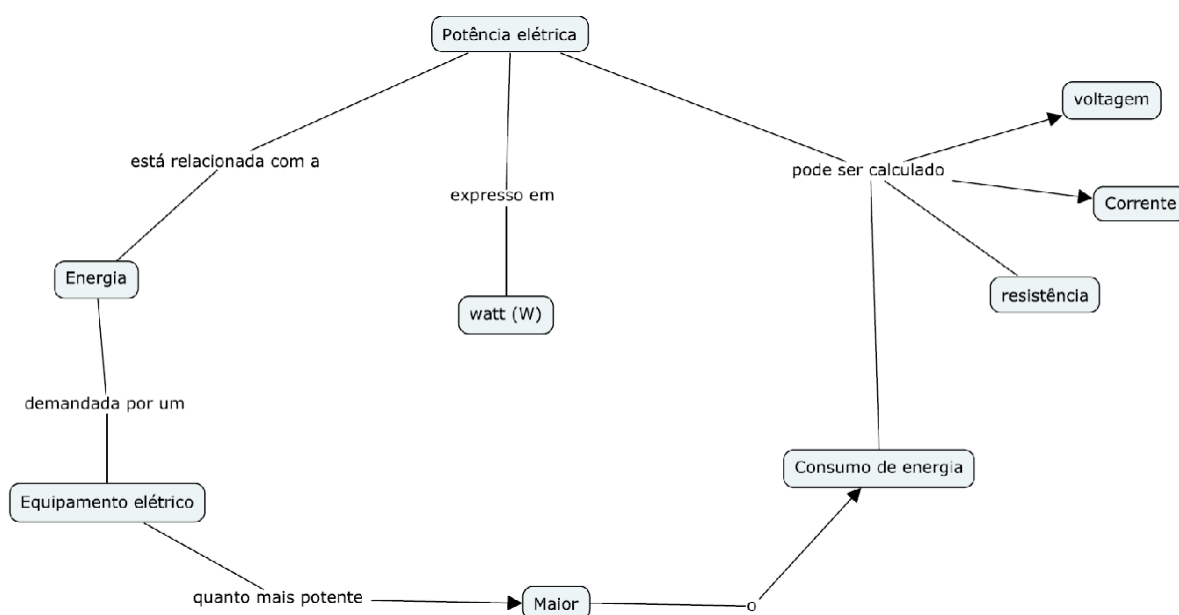 Potência elétrica
voltagem
está relacionada com a
pode ser calculado
expresso em
Corrente
Energia
resistência
watt (W)
demandada por um
Consumo de energia
Equipamento elétrico
quanto mais potente
Maior
o